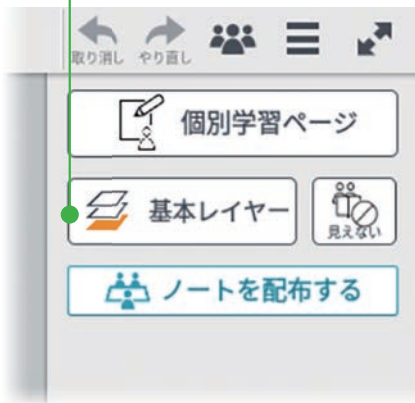 取り消し やり直し
個別学習ページ
基本レイヤー
見えない
ノートを配布する